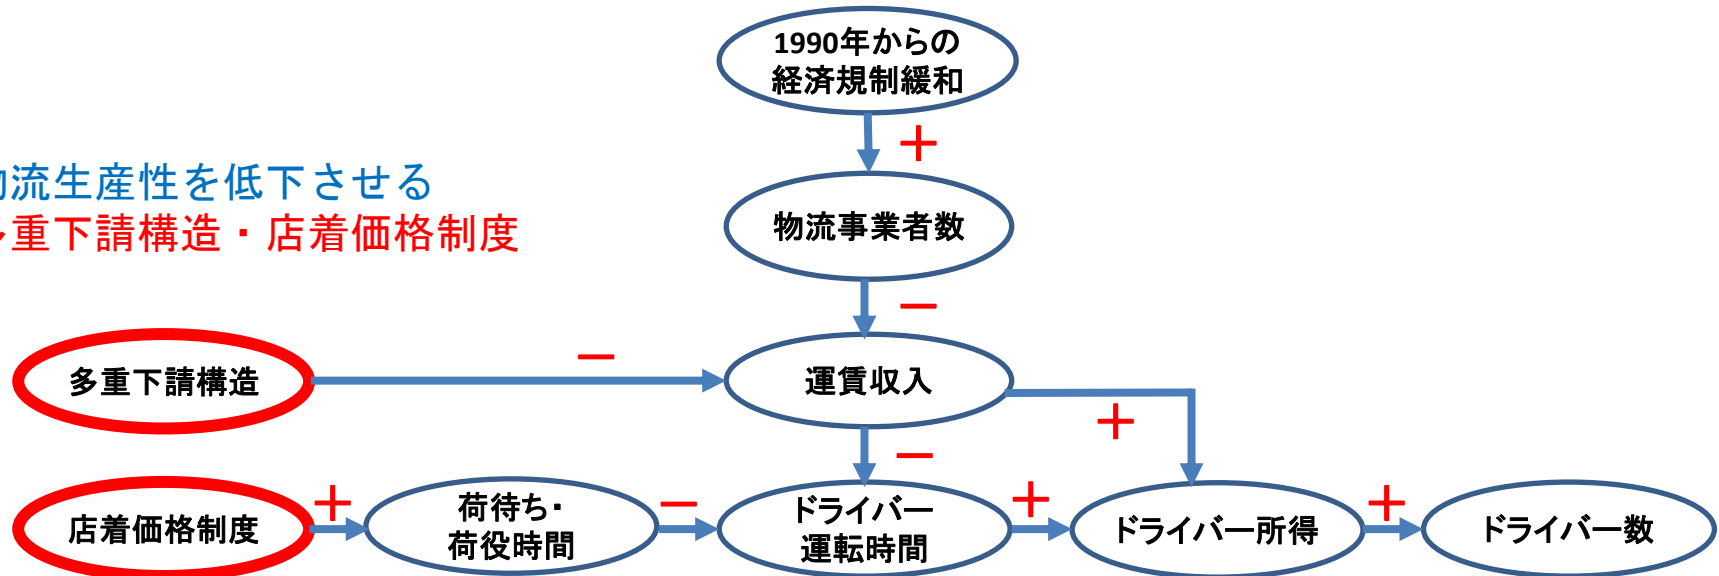 1990年からの
経済規制緩和
+
物流生産性を低下させる
多重下請構造・店着価格制度
物流事業者数
－
多重下請構造
－
運賃収入
+
－
店着価格制度
+
荷待ち・
荷役時間
－
ドライバー
運転時間
+
ドライバー所得
+
ドライバー数